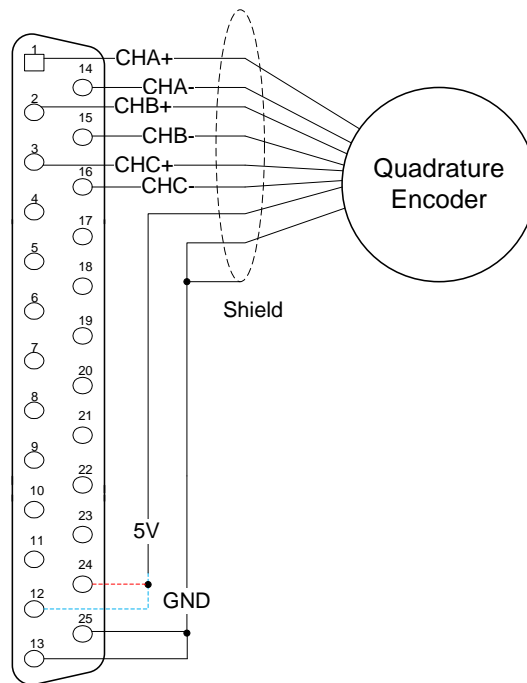 1
CHA+
14
CHA-
2
CHB+
15
CHB-
3
CHC+
16
CHC-
Quadrature
Encoder
4
17
5
18
Shield
6
19
7
20
8
21
9
22
10
23
5V
11
24
12
GND
25
13